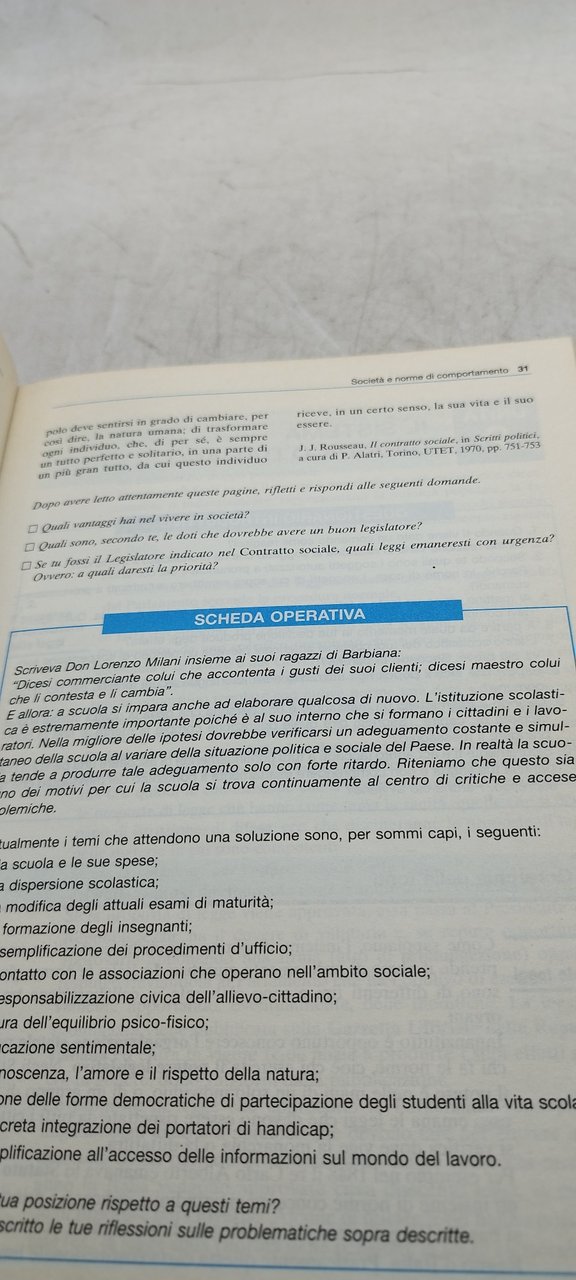 Società e norme di comportamento 31
polo deve sentirsi in grado di cambiare, per
così dire, la natura umana; di trasformare
ogni individuo, che, di per sé, è sempre
un tutto perfetto e solitario, in una parte di
un più gran tutto, da cui questo individuo
riceve, in un certo senso, la sua vita e il suo
essere.
J. J. Rousseau, Il contratto sociale, in Scritti politici,
a cura di P. Alatri, Torino, UTET, 1970, pp. 751-753
Dopo avere letto attentamente queste pagine, rifletti e rispondi alle seguenti domande.
□ Quali vantaggi hai nel vivere in società?
□ Quali sono, secondo te, le doti che dovrebbe avere un buon legislatore?
□ Se tu fossi il Legislatore indicato nel Contratto sociale, quali leggi emaneresti con urgenza?
Ovvero: a quali daresti la priorità?
SCHEDA OPERATIVA
Scriveva Don Lorenzo Milani insieme ai suoi ragazzi di Barbiana:
"Dicesi commerciante colui che accontenta i gusti dei suoi clienti; dicesi maestro colui
che li contesta e li cambia".
E allora: a scuola si impara anche ad elaborare qualcosa di nuovo. L'istituzione scolasti-
ca è estremamente importante poiché è al suo interno che si formano i cittadini e i lavo-
ratori. Nella migliore delle ipotesi dovrebbe verificarsi un adeguamento costante e simul-
taneo della scuola al variare della situazione politica e sociale del Paese. In realtà la scuo-
a tende a produrre tale adeguamento solo con forte ritardo. Riteniamo che questo sia
no dei motivi per cui la scuola si trova continuamente al centro di critiche e accese
olemiche.
tualmente i temi che attendono una soluzione sono, per sommi capi, i seguenti:
la scuola e le sue spese;
a dispersione scolastica;
modifica degli attuali esami di maturità;
formazione degli insegnanti;
semplificazione dei procedimenti d'ufficio;
ontatto con le associazioni che operano nell'ambito sociale;
esponsabilizzazione civica dell'allievo-cittadino;
ura dell'equilibrio psico-fisico;
cazione sentimentale;
noscenza, l'amore e il rispetto della natura;
one delle forme democratiche di partecipazione degli studenti alla vita scola
creta integrazione dei portatori di handicap;
plificazione all'accesso delle informazioni sul mondo del lavoro.
tua posizione rispetto a questi temi?
scritto le tue riflessioni sulle problematiche sopra descritte.